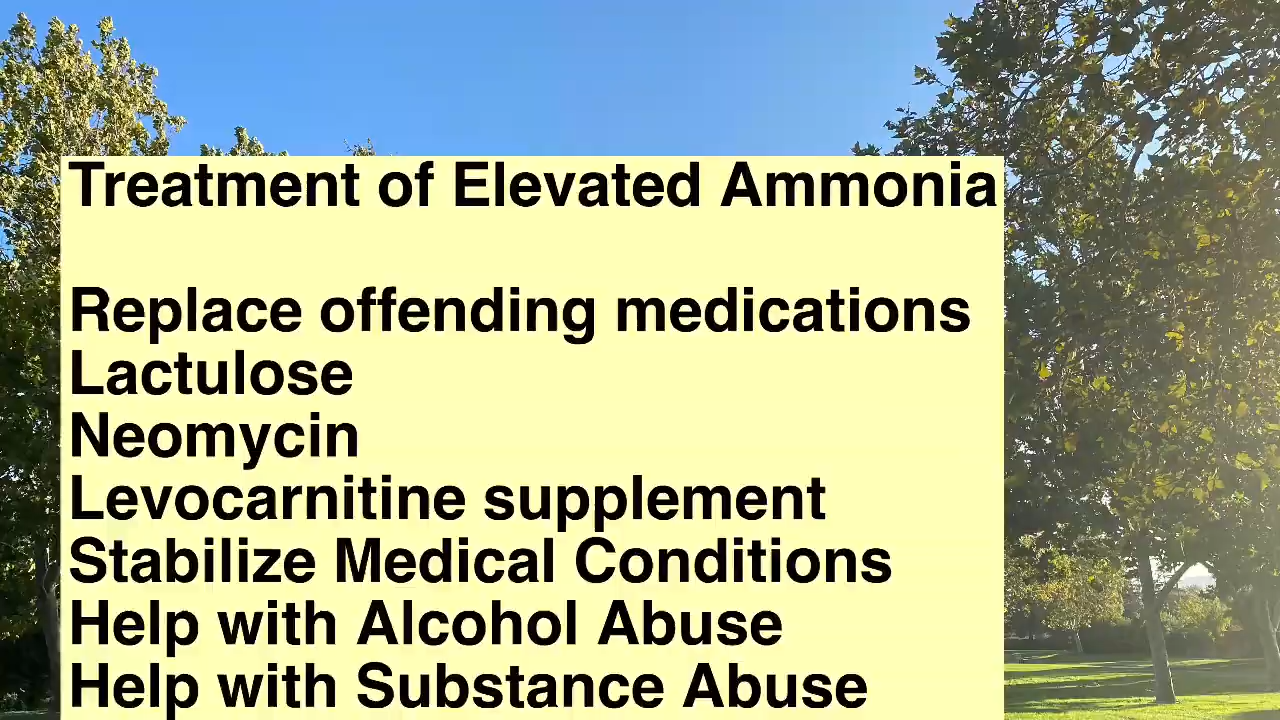 Treatment of Elevated Ammonia
Replace offending medications
Lactulose
Neomycin
Levocarnitine supplement
Stabilize Medical Conditions
Help with Alcohol Abuse
Help with Substance Abuse